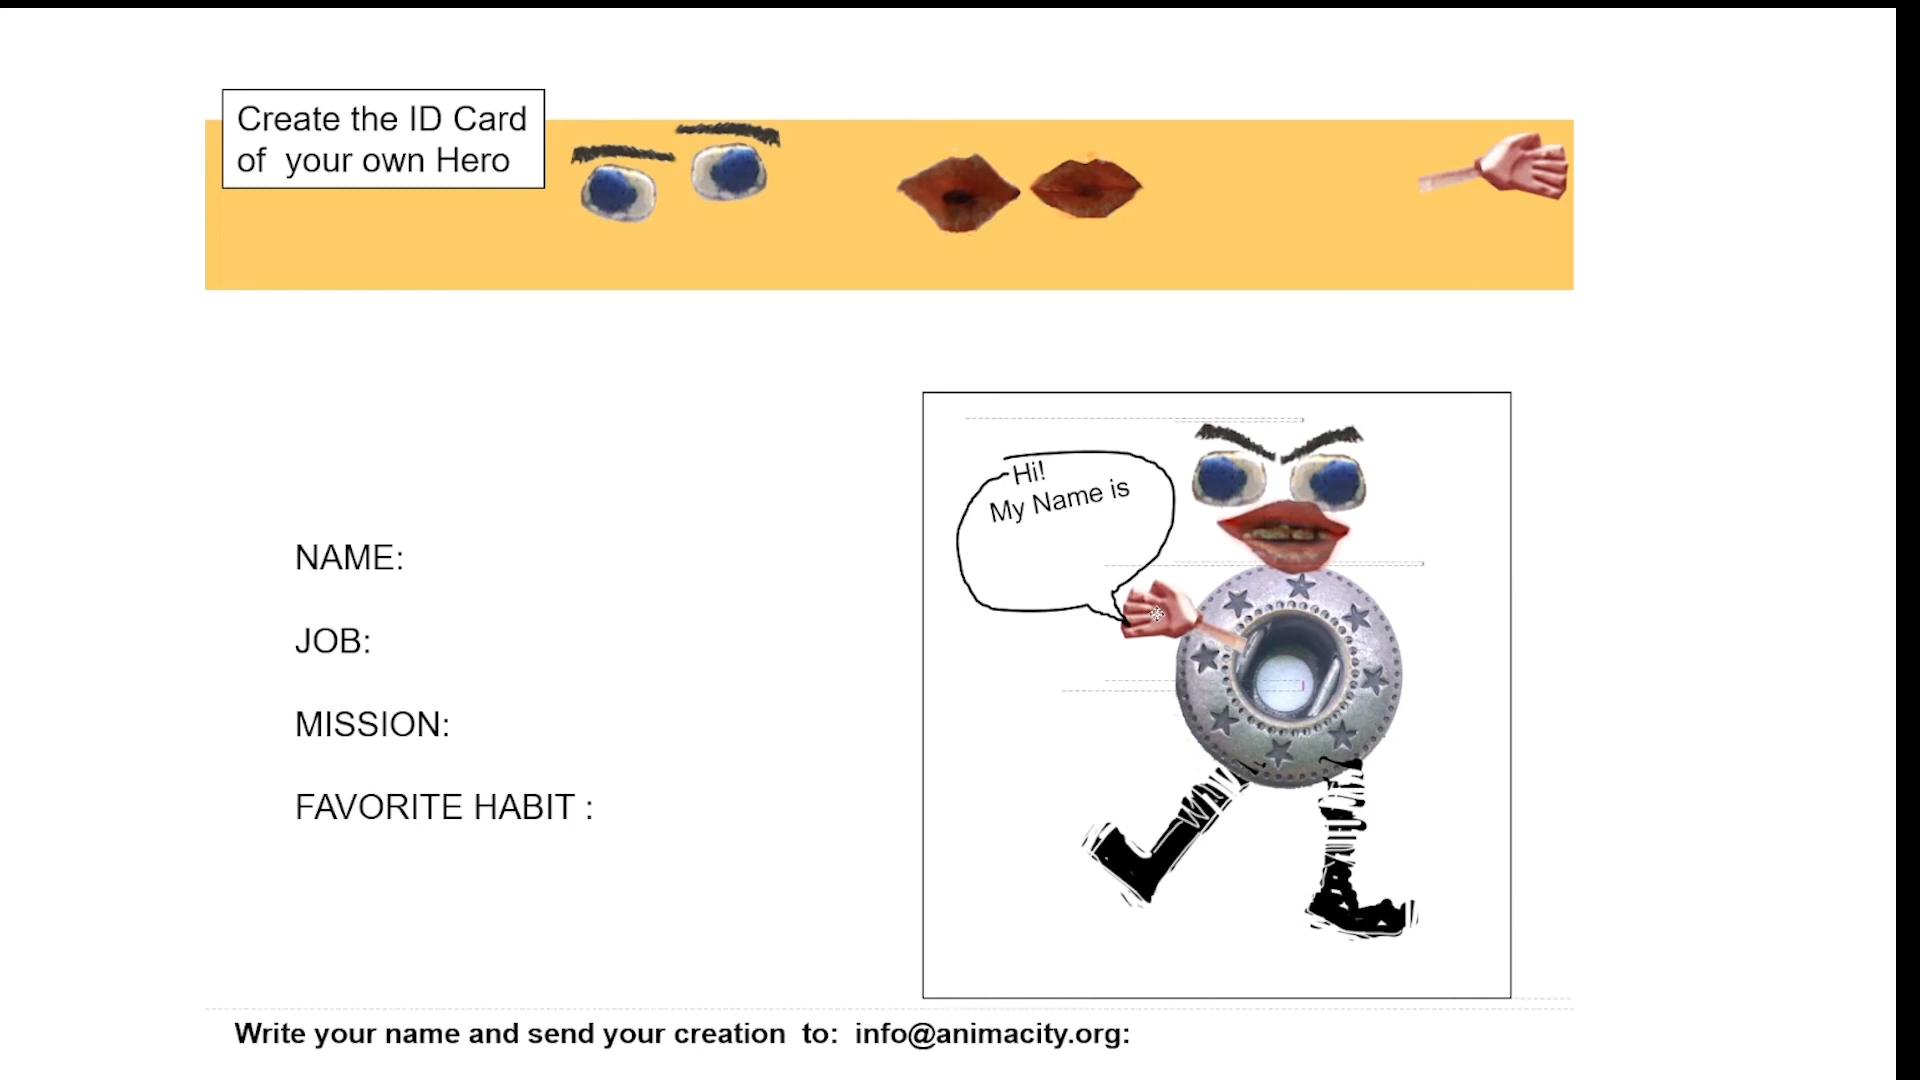 Create the ID Card
of your own Hero
Hi!
My Name is
NAME:
JOB:
MISSION:
FAVORITE HABIT :
Write your name and send your creation to: info@animacity.org: